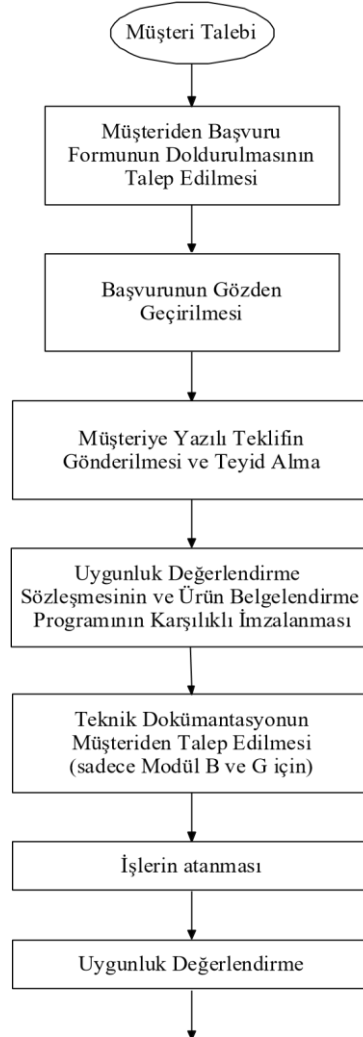 Müşteri Talebi
Müşteriden Başvuru
Formunun Doldurulmasının
Talep Edilmesi
Başvurunun Gözden
Geçirilmesi
Müşteriye Yazılı Teklifin
Gönderilmesi ve Teyid Alma
Uygunluk Değerlendirme
Sözleşmesinin ve Ürün Belgelendirme
Programının Karşılıklı İmzalanması
Teknik Dokümantasyonun
Müşteriden Talep Edilmesi
(sadece Modül B ve G için)
İşlerin atanması
Uygunluk Değerlendirme